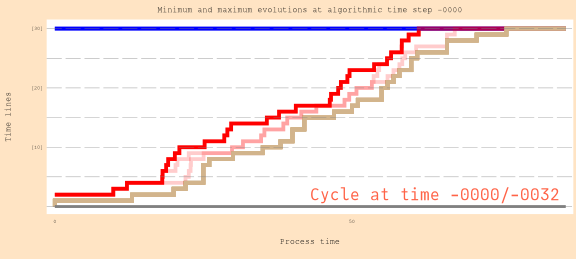 Minimum and maximum evolutions at algorithmic time step -0000
[30]
[20]
[10]
Time lines
Cycle at time -0000/-0032
0
50
Process time